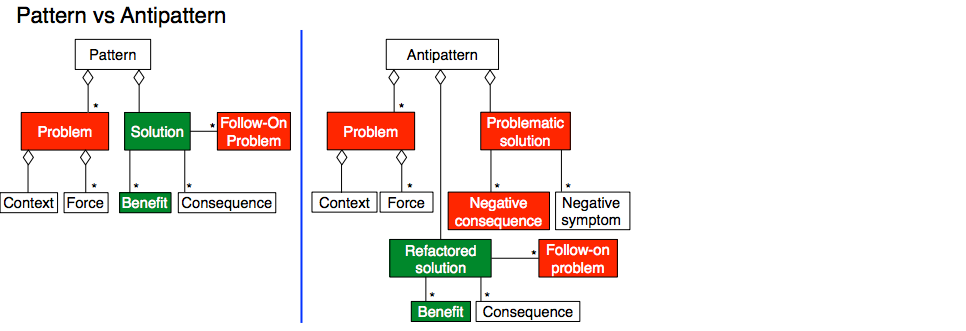 Pattern vs Antipattern
Pattern
*
Problem
Solution
*
Follow-On
Problem
*
*
*
Context
Force
Benefit
Consequence
Antipattern
*
Problem
Problematic
solution
*
*
*
Context
Force
Negative
consequence
Negative
symptom
Refactored
solution
*
Follow-on
problem
*
*
Benefit
Consequence